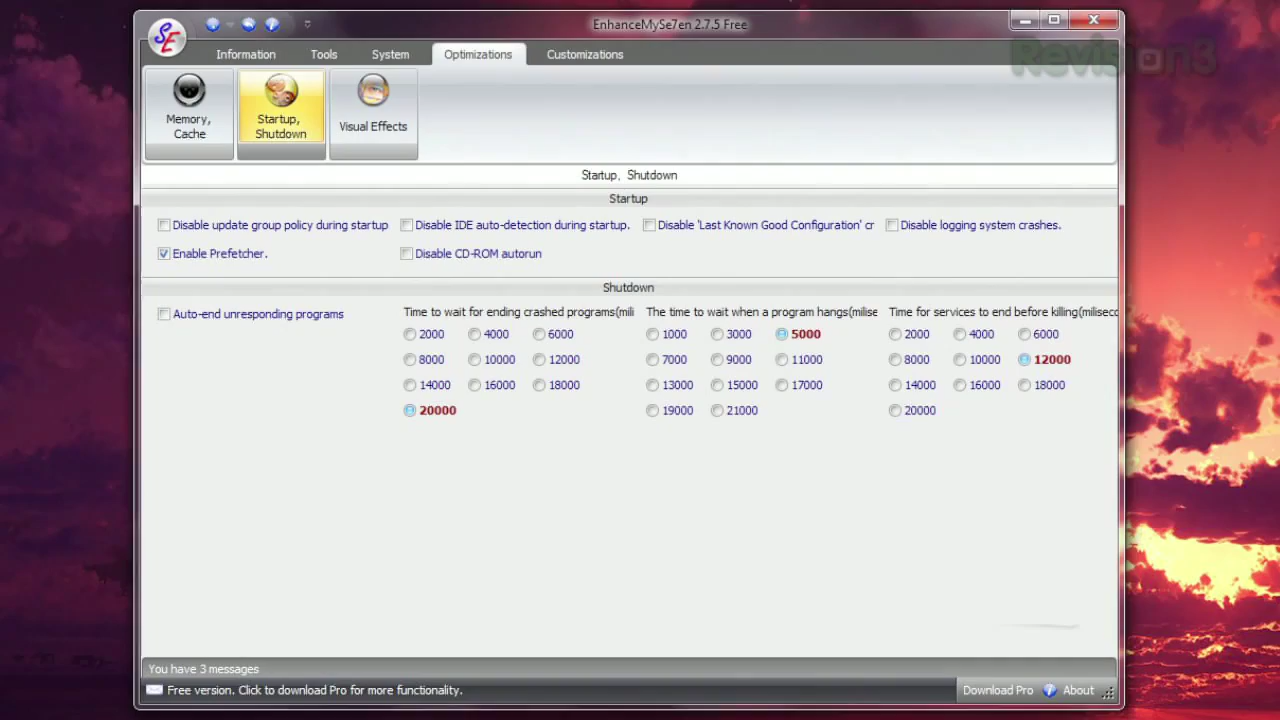 EnhanceMySe7en 2.7.5 Free
SE
Revision3
Information Tools System Optimizations Customizations
Memory, Cache
Startup, Shutdown
Visual Effects
Startup, Shutdown
Startup
Disable update group policy during startup Disable IDE auto-detection during startup. Disable 'Last Known Good Configuration' cr Disable logging system crashes.
Enable Prefetcher. Disable CD-ROM autorun
Shutdown
Auto-end unresponding programs
Time to wait for ending crashed programs(mili
2000 4000 6000
8000 10000 12000
14000 16000 18000
20000
The time to wait when a program hangs(milise
1000 3000 5000
7000 9000 11000
13000 15000 17000
19000 21000
Time for services to end before killing(milisec
2000 4000 6000
8000 10000 12000
14000 16000 18000
20000
You have 3 messages
Free version. Click to download Pro for more functionality. Download Pro About